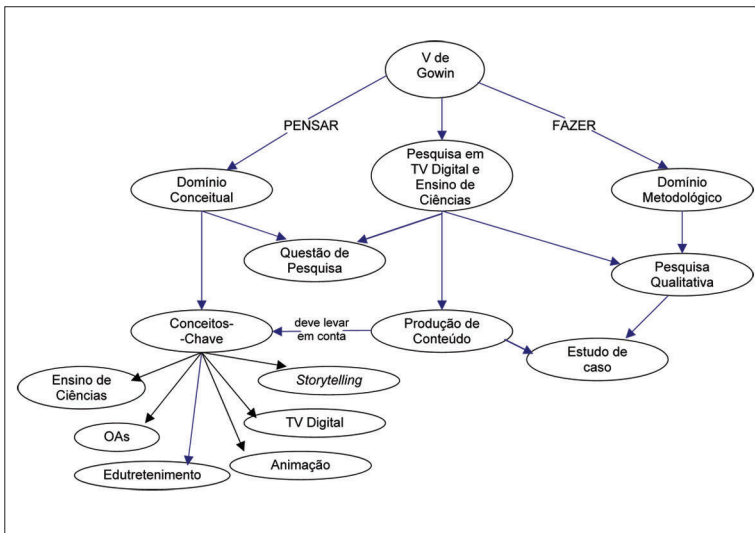 V de
Gowin
PENSAR
FAZER
Pesquisa em
TV Digital e
Ensino de
Ciências
Domínio
Conceitual
Domínio
Metodológico
Questão de
Pesquisa
Pesquisa
Qualitativa
Conceitos-
-Chave
deve levar
em conta
Produção de
Conteúdo
Estudo de
caso
Ensino de
Ciências
Storytelling
OAs
TV Digital
Edutretenimento
Animação